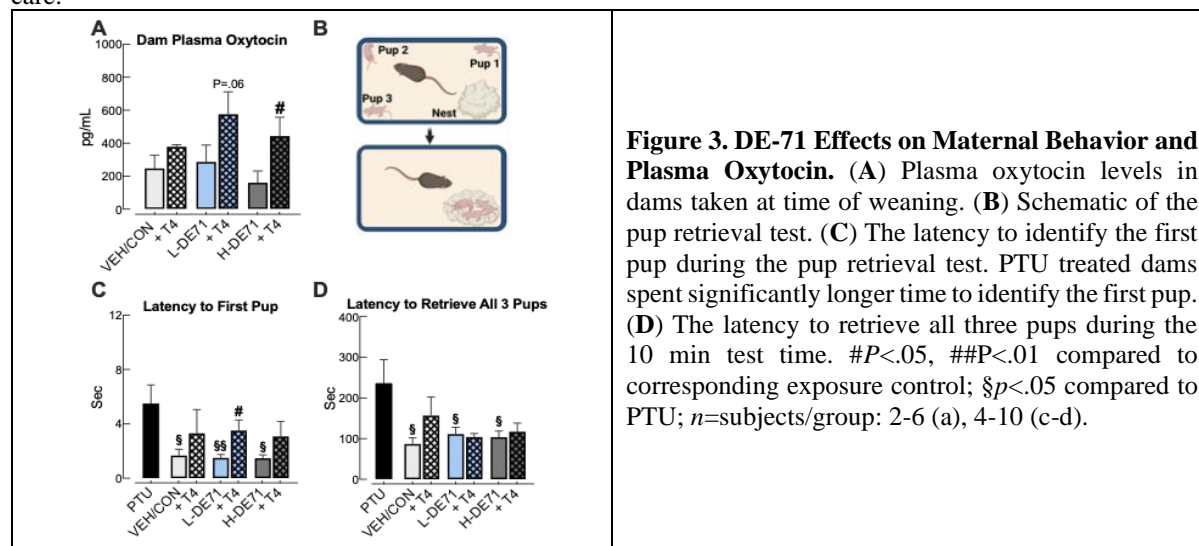 care.
A
Dam Plasma Oxytocin
1000
800
600
400
200
0
pg/mL
P=.06
#
VEH/CON
+ T4
L-DE71
+ T4
H-DE71
+ T4
B
Pup 2
Pup 1
Pup 3
Nest
C
Latency to First Pup
12
8
4
0
Sec
§
§§
#
§
PTU
VEH/CON
+ T4
L-DE71
+ T4
H-DE71
+ T4
D
Latency to Retrieve All 3 Pups
400
300
200
100
0
Sec
§
§
§
PTU
VEH/CON
+ T4
L-DE71
+ T4
H-DE71
+ T4
Figure 3. DE-71 Effects on Maternal Behavior and
Plasma Oxytocin. (A) Plasma oxytocin levels in
dams taken at time of weaning. (B) Schematic of the
pup retrieval test. (C) The latency to identify the first
pup during the pup retrieval test. PTU treated dams
spent significantly longer time to identify the first pup.
(D) The latency to retrieve all three pups during the
10 min test time. #P<.05, ##P<.01 compared to
corresponding exposure control; §p<.05 compared to
PTU; n=subjects/group: 2-6 (a), 4-10 (c-d).